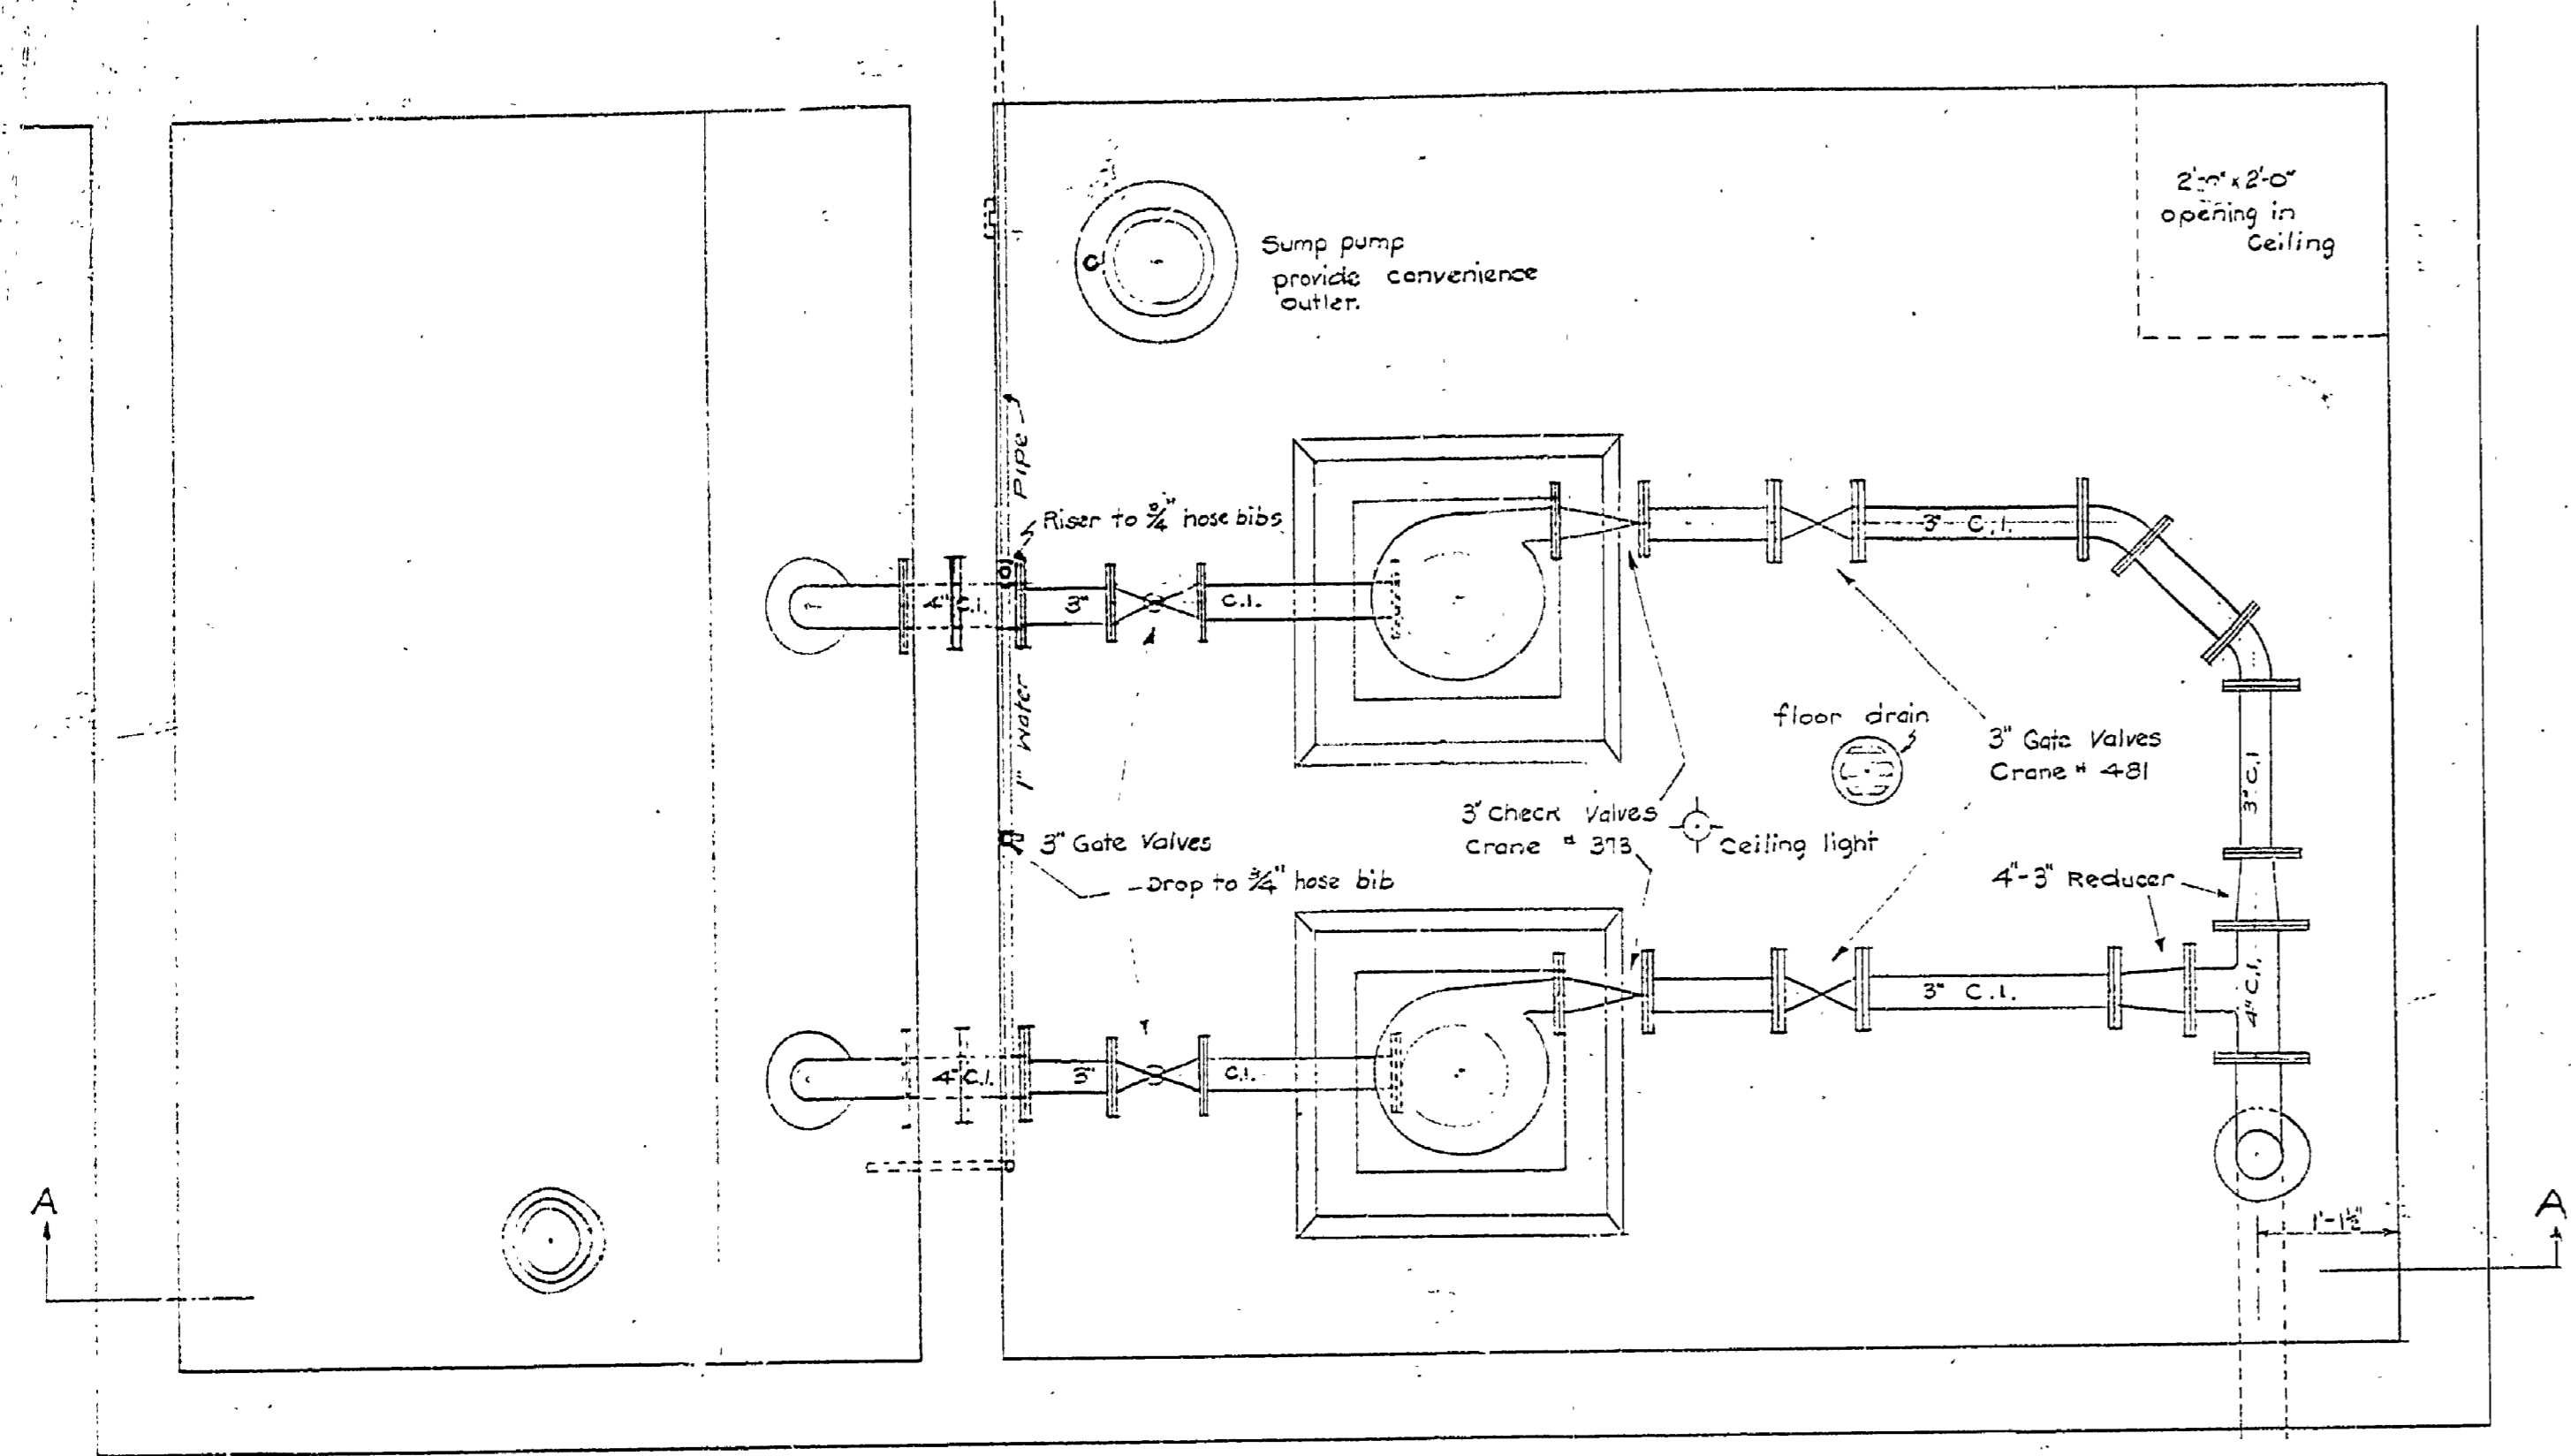 2'-0" x 2'-0"
opening in
Ceiling
Sump pump
provide convenience
outlet.
1" Water Pipe
Riser to 3/4" hose bibs
4" C.I.
3"
C.I.
3" C.I.
floor drain
3" Gate Valves
Crane # 481
3" C.I
3" Check Valves
Crane # 373
Ceiling light
3" Gate Valves
Drop to 3/4" hose bib
4"-3" Reducer
4" C.I.
3"
C.I.
3" C.I.
4" C.I.
A
A
1'-1½"